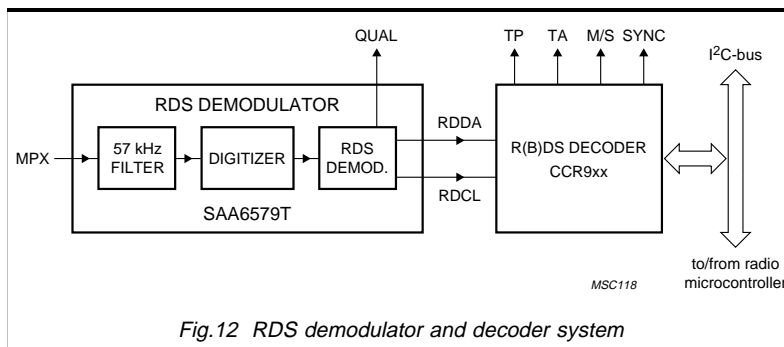 QUAL
TP TA M/S SYNC
I²C-bus
RDS DEMODULATOR
MPX
57 kHz
FILTER
DIGITIZER
RDS
DEMOD.
SAA6579T
RDDA
RDCL
R(B)DS DECODER
CCR9xx
to/from radio
microcontroller
MSC118
Fig.12 RDS demodulator and decoder system